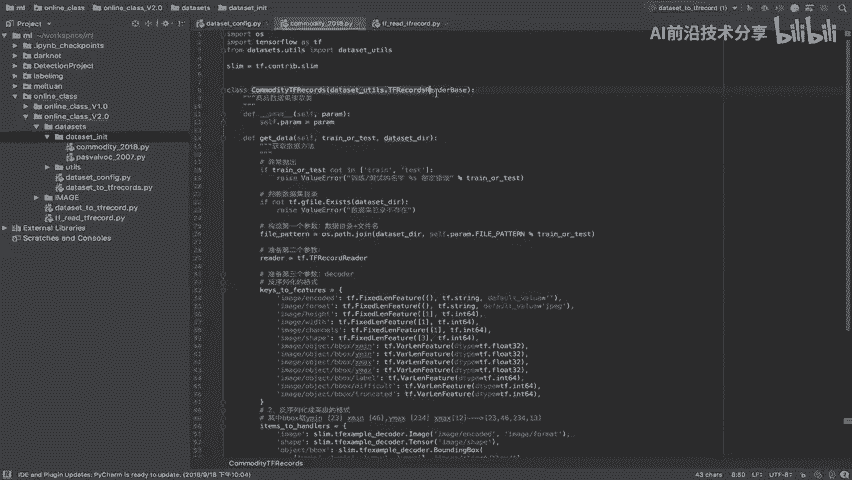 ml online_class online_class_V2.0 datasets dataset_init
dataset_to_tfrecord (1)
Project
dataset_config.py commodity_2018.py tf_read_tfrecord.py
AI前沿技术分享 bilibili
ml ~/workspace/ml
.ipynb_checkpoints
darknet
DetectionProject
labelImg
meituan
online_class
online_class_V1.0
online_class_V2.0
datasets
dataset_init
commodity_2018.py
pasvalvoc_2007.py
utils
dataset_config.py
dataset_to_tfrecords.py
IMAGE
dataset_to_tfrecord.py
tf_read_tfrecord.py
External Libraries
Scratches and Consoles
import os
import tensorflow as tf
from datasets.utils import dataset_utils
slim = tf.contrib.slim
class CommodityTFRecords(dataset_utils.TFRecordsReaderBase):
"""商品数据集读取类
"""
def __init__(self, param):
self.param = param
def get_data(self, train_or_test, dataset_dir):
"""获取数据方法
"""
# 异常抛出
if train_or_test not in ['train', 'test']:
raise ValueError("训练/测试的名字 %s 指定错误" % train_or_test)
if not tf.gfile.Exists(dataset_dir):
raise ValueError("数据集目录不存在")
# 构造第一个参数: 数据目录+文件名
file_pattern = os.path.join(dataset_dir, self.param.FILE_PATTERN % train_or_test)
# 准备第二个参数:
reader = tf.TFRecordReader
# 准备第三个参数: decoder
# 反序列化的格式
keys_to_features = {
'image/encoded': tf.FixedLenFeature((), tf.string, default_value=''),
'image/format': tf.FixedLenFeature((), tf.string, default_value='jpeg'),
'image/height': tf.FixedLenFeature([1], tf.int64),
'image/width': tf.FixedLenFeature([1], tf.int64),
'image/channels': tf.FixedLenFeature([1], tf.int64),
'image/shape': tf.FixedLenFeature([3], tf.int64),
'image/object/bbox/xmin': tf.VarLenFeature(dtype=tf.float32),
'image/object/bbox/ymin': tf.VarLenFeature(dtype=tf.float32),
'image/object/bbox/xmax': tf.VarLenFeature(dtype=tf.float32),
'image/object/bbox/ymax': tf.VarLenFeature(dtype=tf.float32),
'image/object/bbox/label': tf.VarLenFeature(dtype=tf.int64),
'image/object/bbox/difficult': tf.VarLenFeature(dtype=tf.int64),
'image/object/bbox/truncated': tf.VarLenFeature(dtype=tf.int64),
}
# 2、反序列化成高级的格式
# 其中bbox框ymin [23] xmin [46],ymax [234] xmax[12]--->[23,46,234,13]
items_to_handlers = {
'image': slim.tfexample_decoder.Image('image/encoded', 'image/format'),
'shape': slim.tfexample_decoder.Tensor('image/shape'),
'object/bbox': slim.tfexample_decoder.BoundingBox(
CommodityTFRecords
IDE and Plugin Updates: PyCharm is ready to update. (2018/9/18 下午10:04)
43 chars 8:80 LF UTF-8